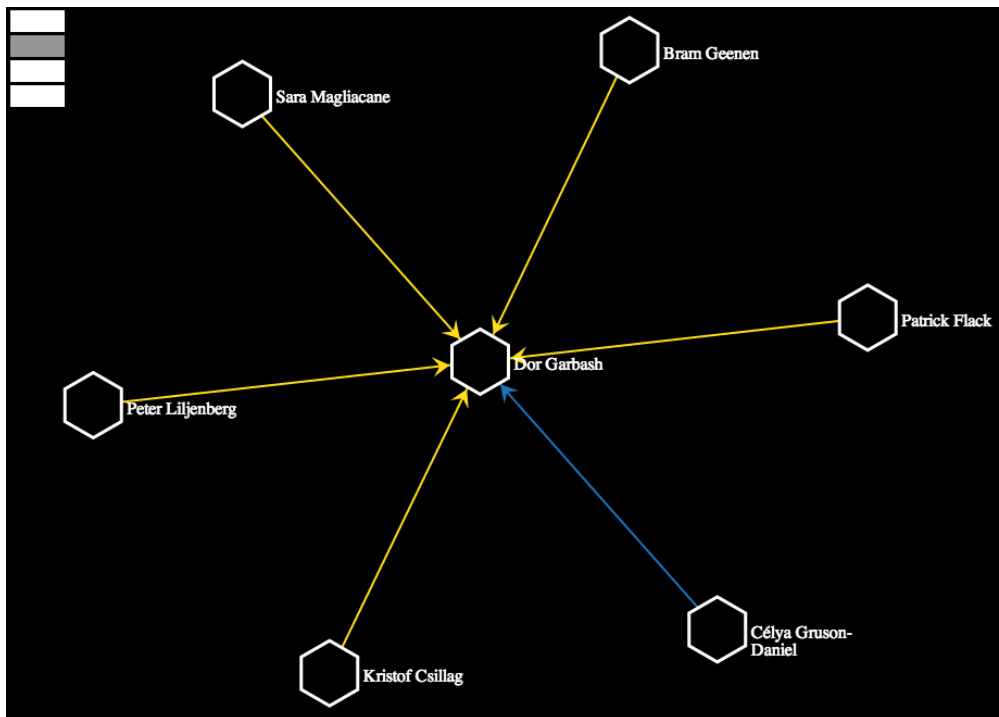 Bram Geenen
Sara Magliacane
Patrick Flack
Dor Garbash
Peter Liljenberg
Célya Gruson-
Daniel
Kristof Csillag